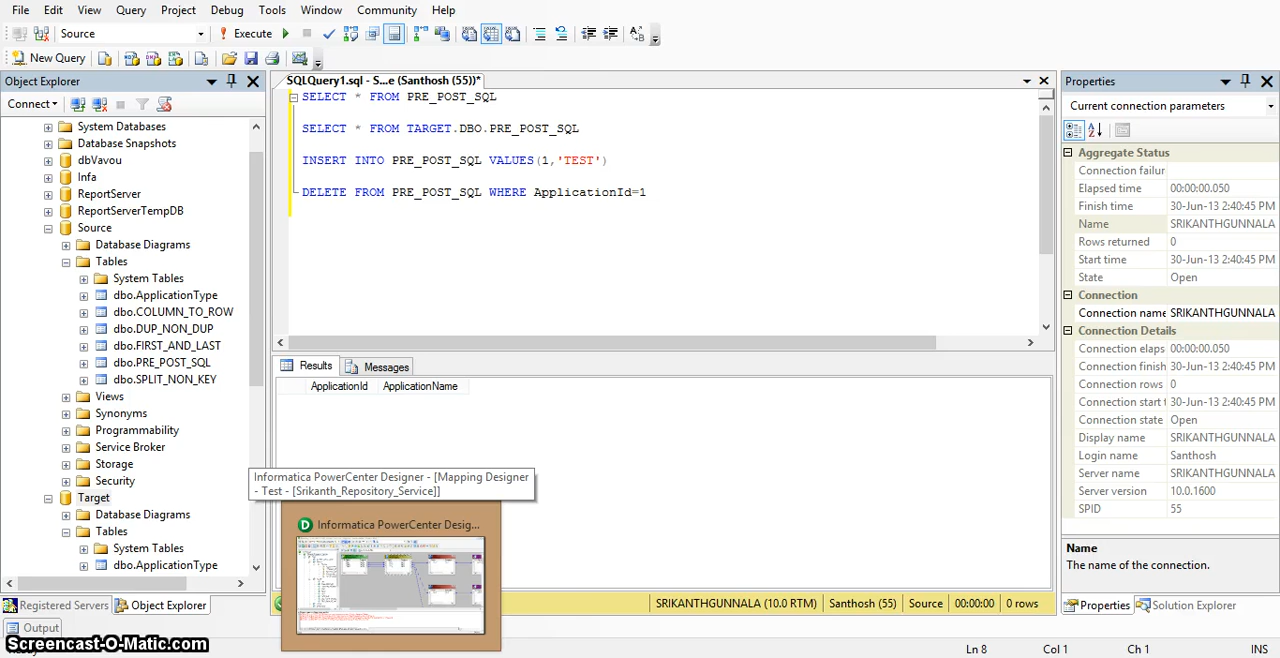 File Edit View Query Project Debug Tools Window Community Help
Source Execute
New Query
Object Explorer
Connect
System Databases
Database Snapshots
dbVavou
Infa
ReportServer
ReportServerTempDB
Source
Database Diagrams
Tables
System Tables
dbo.ApplicationType
dbo.COLUMN_TO_ROW
dbo.DUP_NON_DUP
dbo.FIRST_AND_LAST
dbo.PRE_POST_SQL
dbo.SPLIT_NON_KEY
Views
Synonyms
Programmability
Service Broker
Storage
Security
Target
Database Diagrams
Tables
System Tables
dbo.ApplicationType
Registered Servers Object Explorer
Output
SQLQuery1.sql - S...e (Santhosh (55))*
SELECT * FROM PRE_POST_SQL
SELECT * FROM TARGET.DBO.PRE_POST_SQL
INSERT INTO PRE_POST_SQL VALUES(1,'TEST')
DELETE FROM PRE_POST_SQL WHERE ApplicationId=1
Results Messages
ApplicationId ApplicationName
Informatica PowerCenter Designer - [Mapping Designer
- Test - [Srikanth_Repository_Service]]
Informatica PowerCenter Desig...
SRIKANTHGUNNALA (10.0 RTM) Santhosh (55) Source 00:00:00 0 rows
Properties
Current connection parameters
Aggregate Status
Connection failur
Elapsed time 00:00:00.050
Finish time 30-Jun-13 2:40:45 PM
Name SRIKANTHGUNNALA
Rows returned 0
Start time 30-Jun-13 2:40:45 PM
State Open
Connection
Connection name SRIKANTHGUNNALA
Connection Details
Connection elaps 00:00:00.050
Connection finish 30-Jun-13 2:40:45 PM
Connection rows 0
Connection start t 30-Jun-13 2:40:45 PM
Connection state Open
Display name SRIKANTHGUNNALA
Login name Santhosh
Server name SRIKANTHGUNNALA
Server version 10.0.1600
SPID 55
Name
The name of the connection.
Properties Solution Explorer
Screencast-O-Matic.com
Ln 8 Col 1 Ch 1 INS